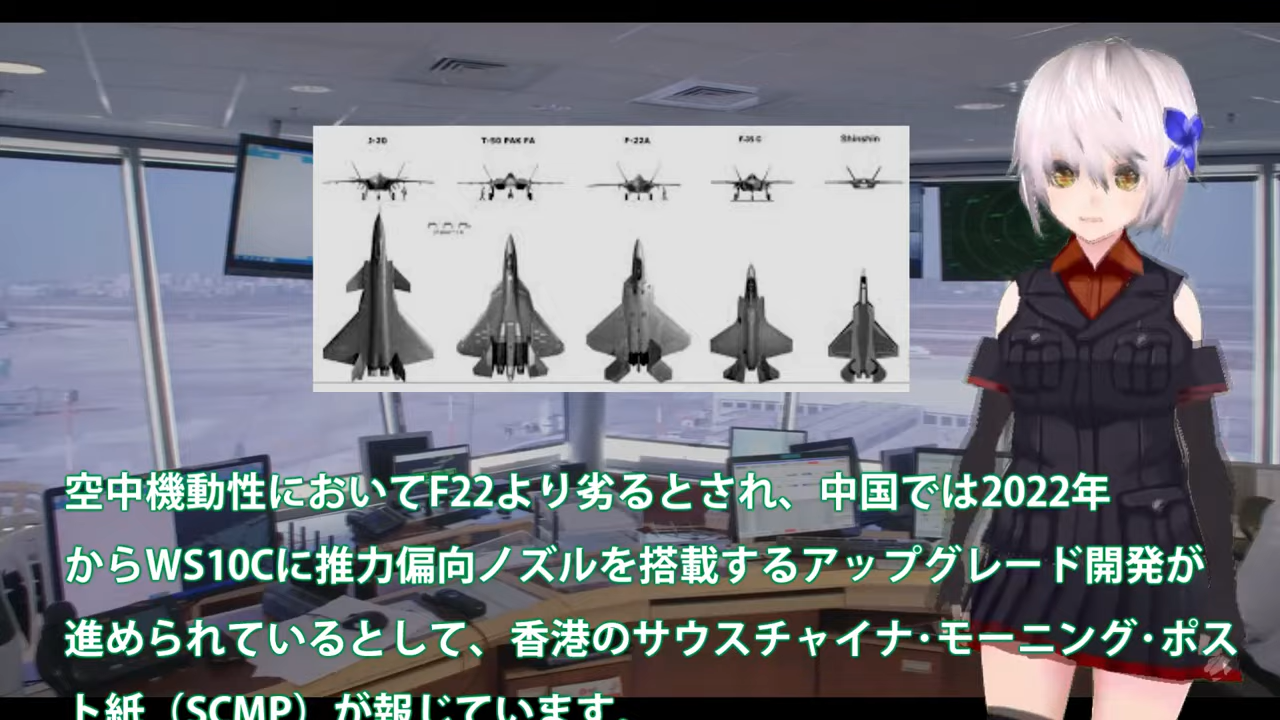 J-20 T-50 PAK FA F-22A F-35 C Shinshin
空中機動性においてF22より劣るとされ、中国では2022年
からWS10Cに推力偏向ノズルを搭載するアップグレード開発が
進められているとして、香港のサウスチャイナ･モーニング･ポス
ト紙（SCMP）が報じています。